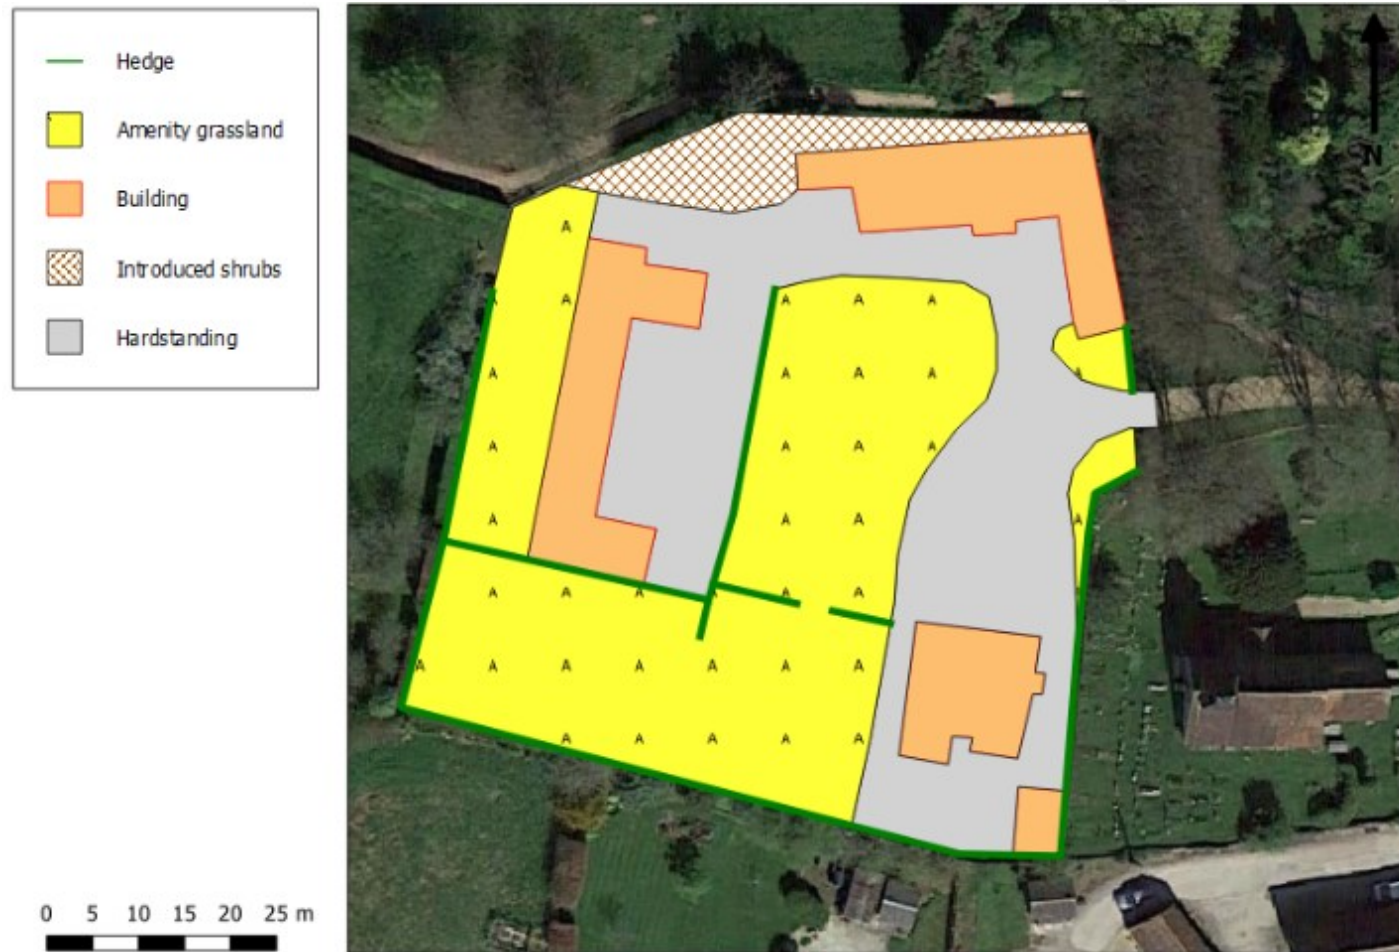 Hedge
Amenity grassland
Building
Introduced shrubs
Hardstanding
N
A
A A A A A
A A A A A
A A A A
A A A A
A A A A A A
A A A A A A A
A A A A A
0 5 10 15 20 25 m